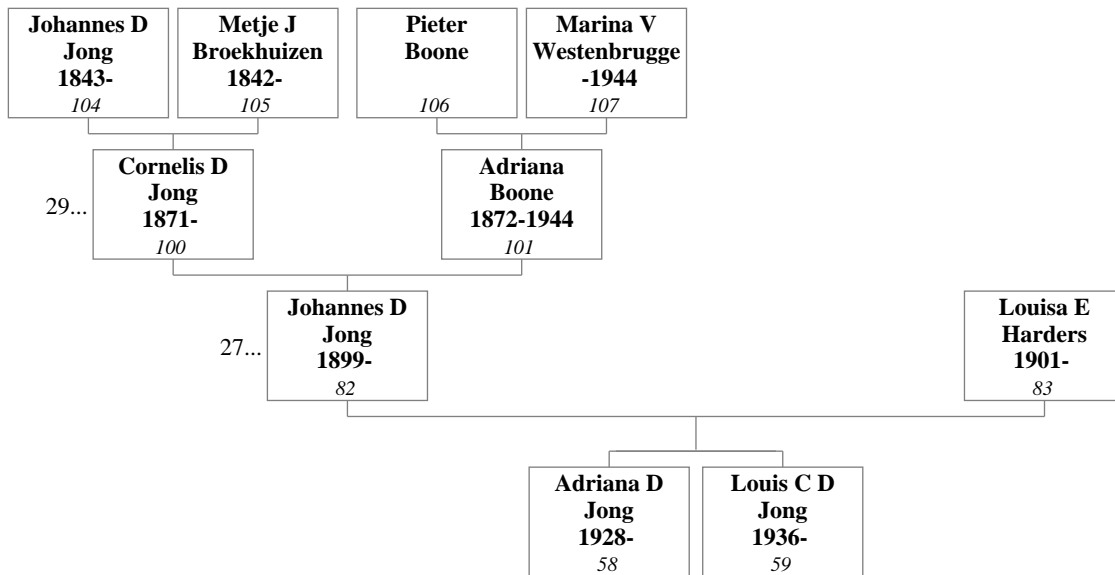 Johannes D
Jong
1843-
104
Metje J
Broekhuizen
1842-
105
Pieter
Boone
106
Marina V
Westenbrugge
-1944
107
29...
Cornelis D
Jong
1871-
100
Adriana
Boone
1872-1944
101
27...
Johannes D
Jong
1899-
82
Louisa E
Harders
1901-
83
Adriana D
Jong
1928-
58
Louis C D
Jong
1936-
59